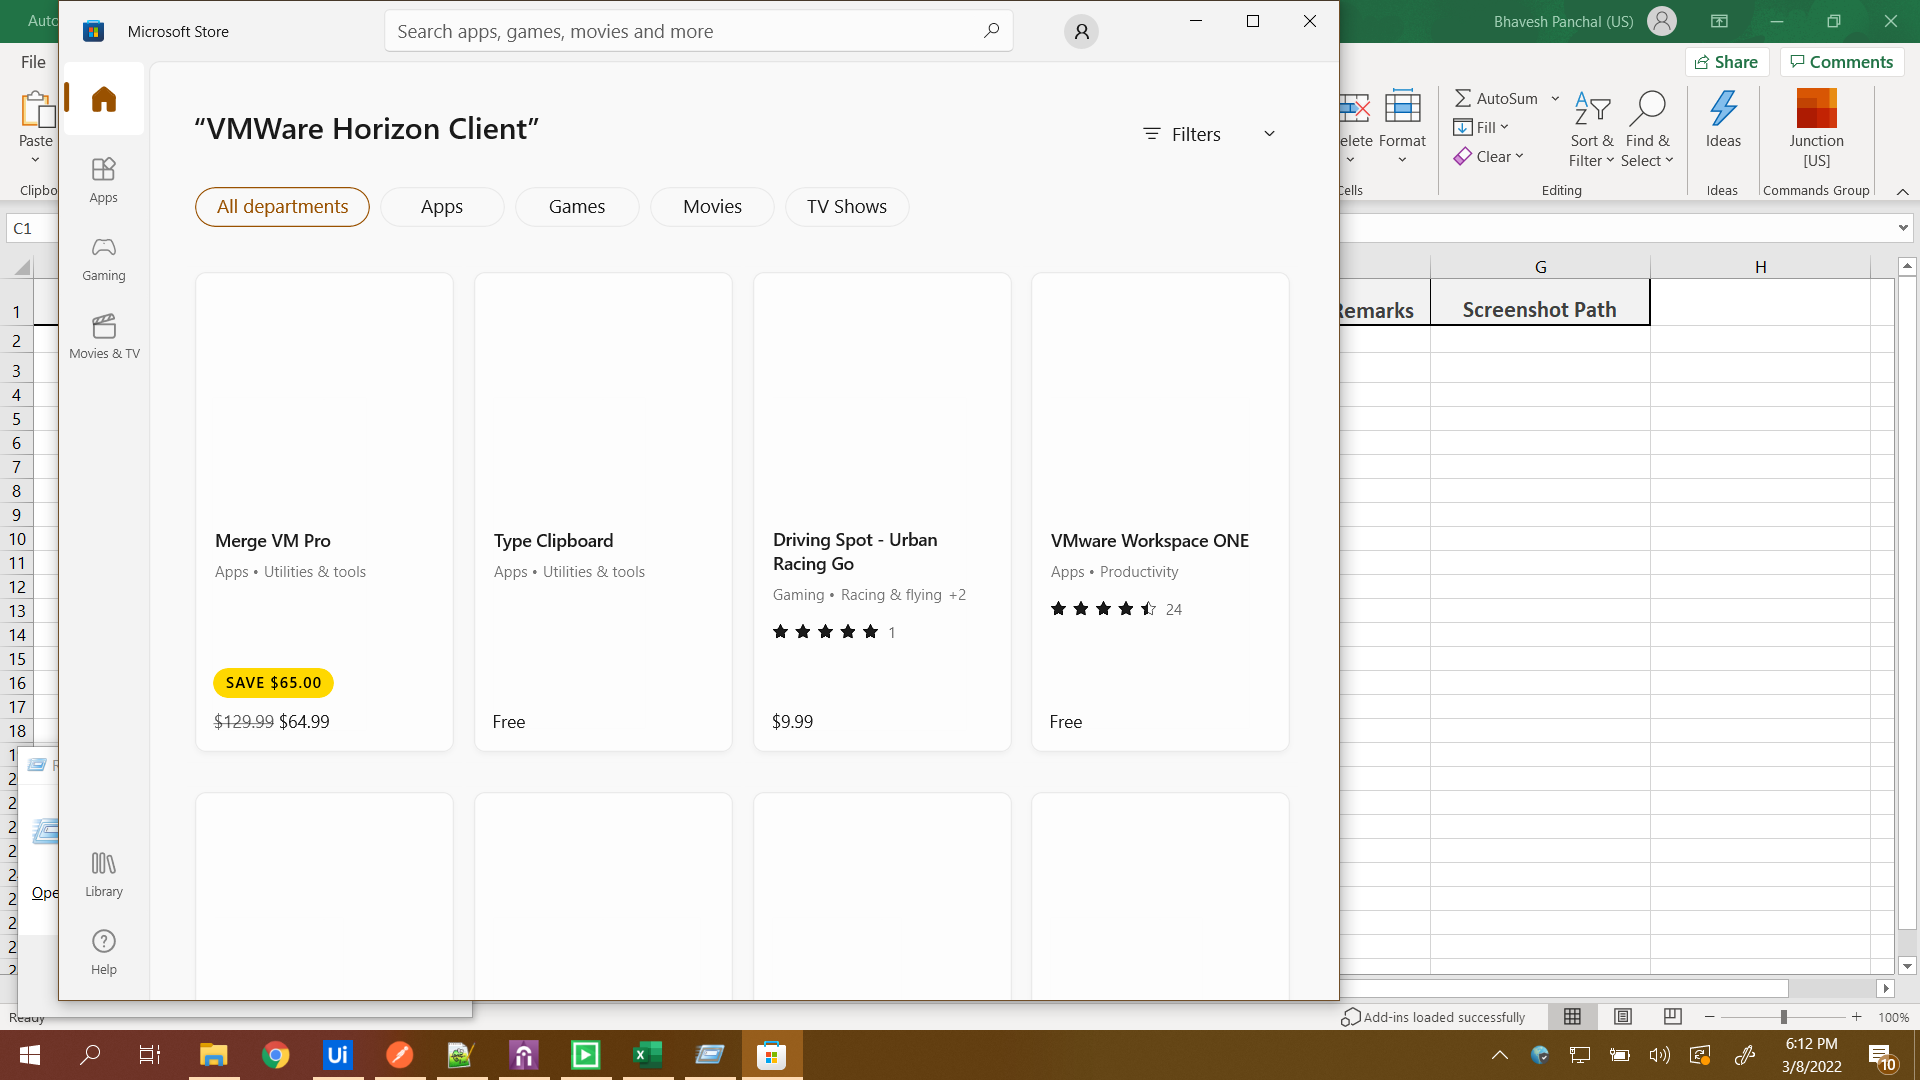 Auto
Microsoft Store
Search apps, games, movies and more
Bhavesh Panchal (US)
File
Share
Comments
Paste
Clipbo
elete
Format
Cells
AutoSum
Fill
Clear
Sort &
Filter
Find &
Select
Editing
Ideas
Ideas
Junction
[US]
Commands Group
C1
G
H
Remarks
Screenshot Path
1
2
3
4
5
6
7
8
9
10
11
12
13
14
15
16
17
18
Apps
Gaming
Movies & TV
Library
Help
“VMWare Horizon Client”
Filters
All departments
Apps
Games
Movies
TV Shows
Merge VM Pro
Apps • Utilities & tools
SAVE $65.00
$129.99 $64.99
Type Clipboard
Apps • Utilities & tools
Free
Driving Spot - Urban
Racing Go
Gaming • Racing & flying +2
1
$9.99
VMware Workspace ONE
Apps • Productivity
24
Free
R
Ope
Ready
Add-ins loaded successfully
100%
Ui
6:12 PM
3/8/2022
10